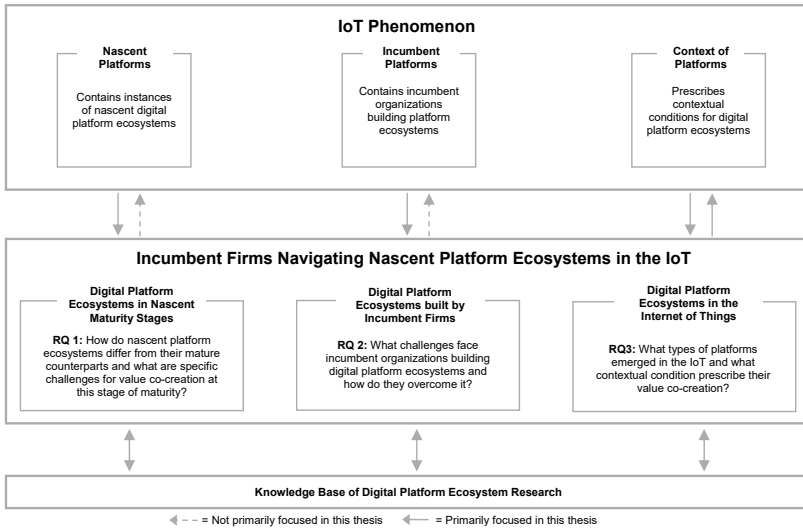 IoT Phenomenon
Nascent
Platforms
Contains instances
of nascent digital
platform ecosystems
Incumbent
Platforms
Contains incumbent
organizations
building platform
ecosystems
Context of
Platforms
Prescribes
contextual
conditions for digital
platform ecosystems
Incumbent Firms Navigating Nascent Platform Ecosystems in the IoT
Digital Platform
Ecosystems in Nascent
Maturity Stages
RQ 1: How do nascent platform
ecosystems differ from their mature
counterparts and what are specific
challenges for value co-creation at
this stage of maturity?
Digital Platform
Ecosystems built by
Incumbent Firms
RQ 2: What challenges face
incumbent organizations building
digital platform ecosystems and
how do they overcome it?
Digital Platform
Ecosystems in the
Internet of Things
RQ3: What types of platforms
emerged in the IoT and what
contextual condition prescribe their
value co-creation?
Knowledge Base of Digital Platform Ecosystem Research
= Not primarily focused in this thesis
= Primarily focused in this thesis